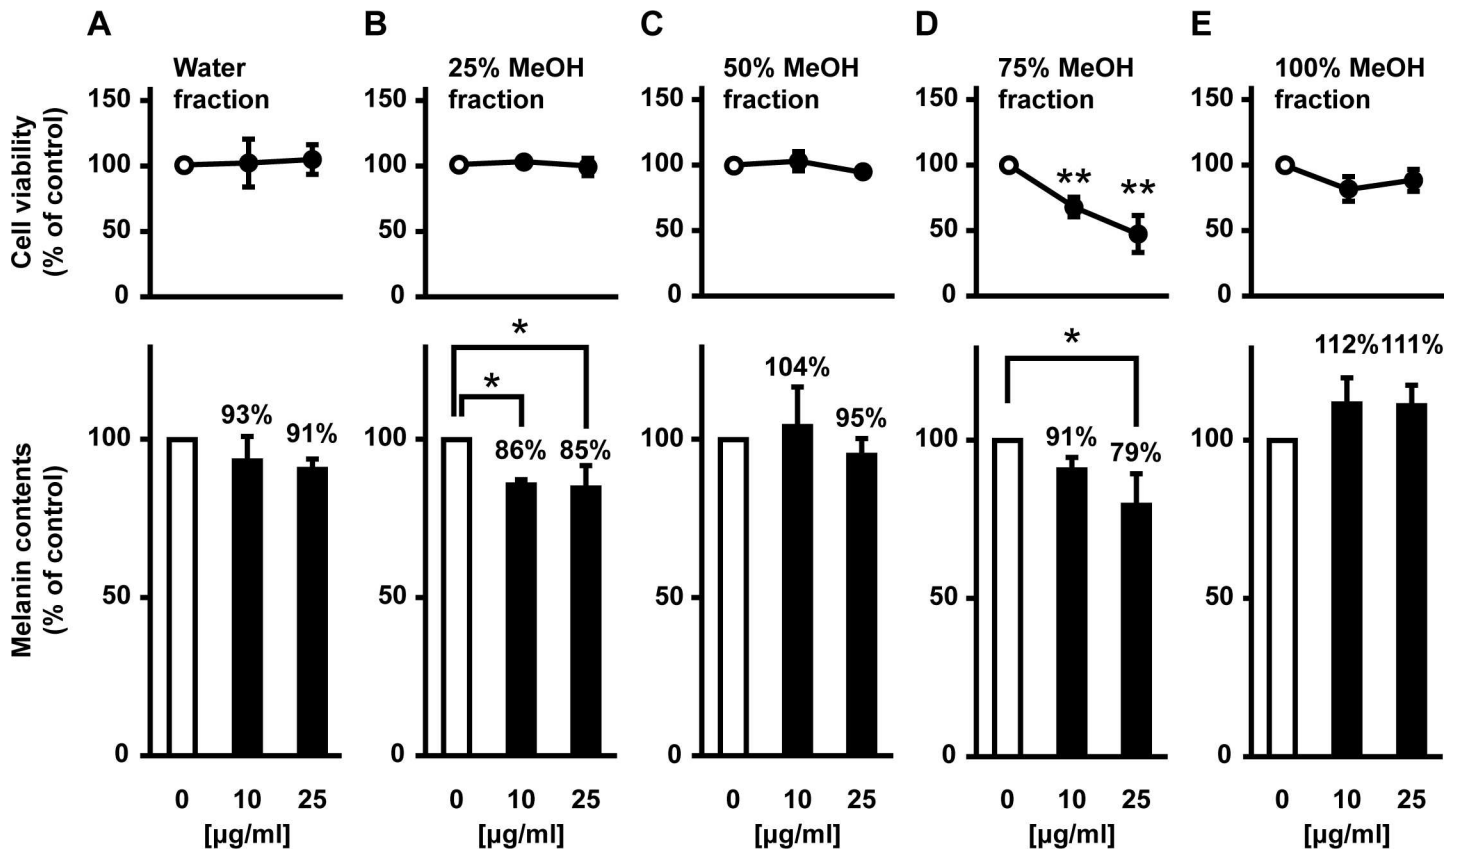 A B C D E
Water
fraction
25% MeOH
fraction
50% MeOH
fraction
75% MeOH
fraction
100% MeOH
fraction
Cell viability
(% of control)
150 150 150 150 150
100 100 100 100 100
50 50 50 50 50
0 0 0 0 0
** **
Melanin contents
(% of control)
100 100 100 100 100
50 50 50 50 50
0 0 0 0 0
93% 91%
* *
86% 85%
104% 95%
*
91% 79%
112% 111%
0 10 25 0 10 25 0 10 25 0 10 25 0 10 25
[µg/ml] [µg/ml] [µg/ml] [µg/ml] [µg/ml]